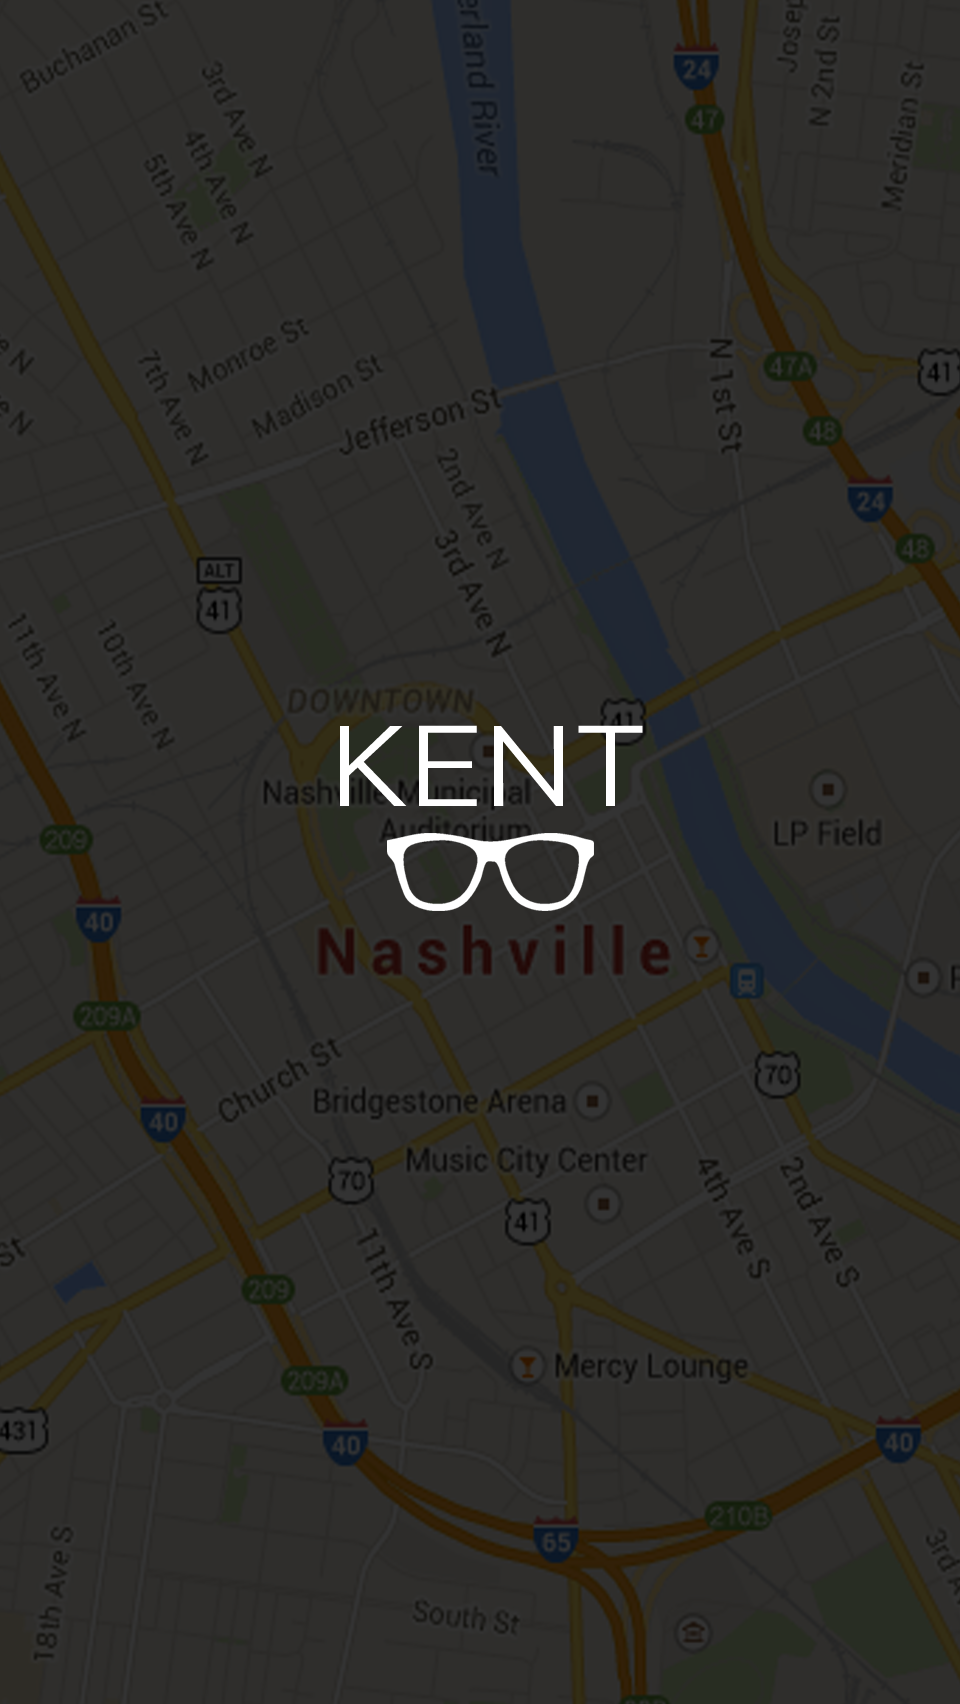 Buchanan St
erland River
24
N 2nd St
47
3rd Ave N
4th Ave N
5th Ave N
Meridian St
Monroe St
7th Ave N
Madison St
Jefferson St
N 1st St
47A
41
48
24
48
2nd Ave N
3rd Ave N
ALT
41
11th Ave N
10th Ave N
DOWNTOWN
41
KENT
Nashville Municipal
Auditorium
LP Field
209
40
Nashville
209A
Church St
70
Bridgestone Arena
40
Music City Center
70
41
4th Ave S
2nd Ave S
St
11th Ave S
209
Mercy Lounge
209A
431
40
40
210B
65
18th Ave S
South St